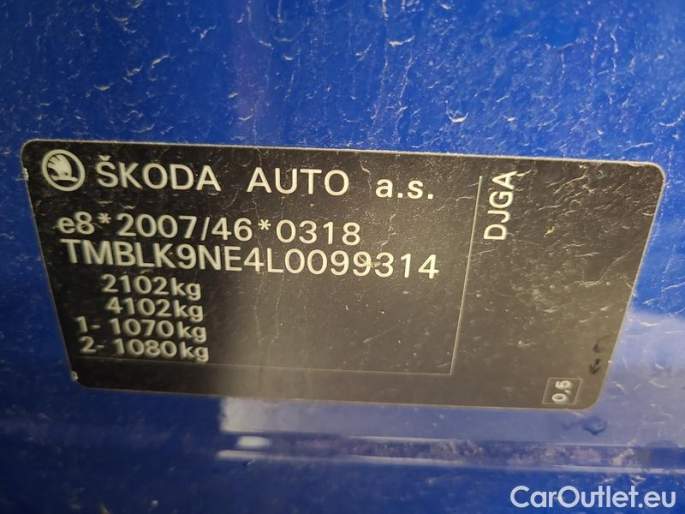 ŠKODA AUTO a.s.
e8*2007/46*0318
TMBLK9NE4L0099314
2102kg
4102kg
1- 1070kg
2- 1080kg
DJGA
0,5
CarOutlet.eu